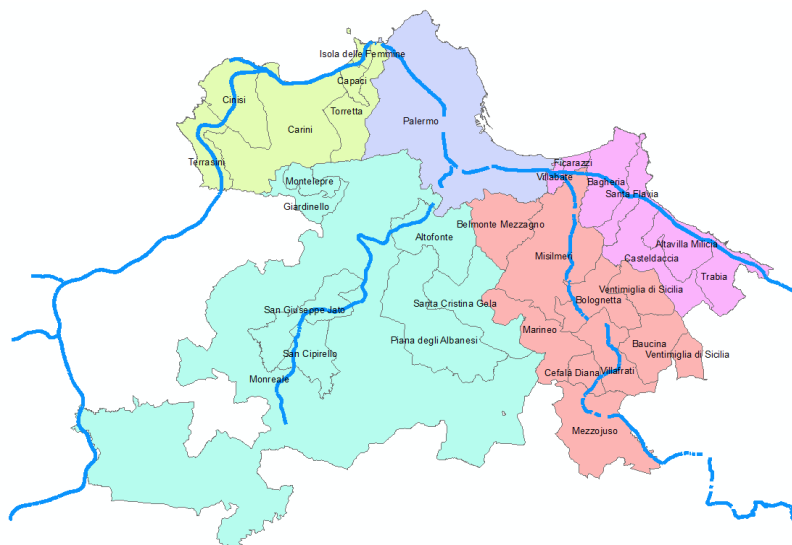 Isola delle Femmine
Capaci
Cinisi
Torretta
Carini
Palermo
Terrasini
Ficarazzi
Villabate
Bagheria
Montelepre
Santa Flavia
Giardinello
Belmonte Mezzagno
Altofonte
Altavilla Milicia
Misilmeri
Casteldaccia
Trabia
Ventimiglia di Sicilia
Bolognetta
Santa Cristina Gela
San Giuseppe Jato
Marineo
Piana degli Albanesi
Baucina
San Cipirello
Ventimiglia di Sicilia
Cefalà Diana
Villafrati
Monreale
Mezzojuso